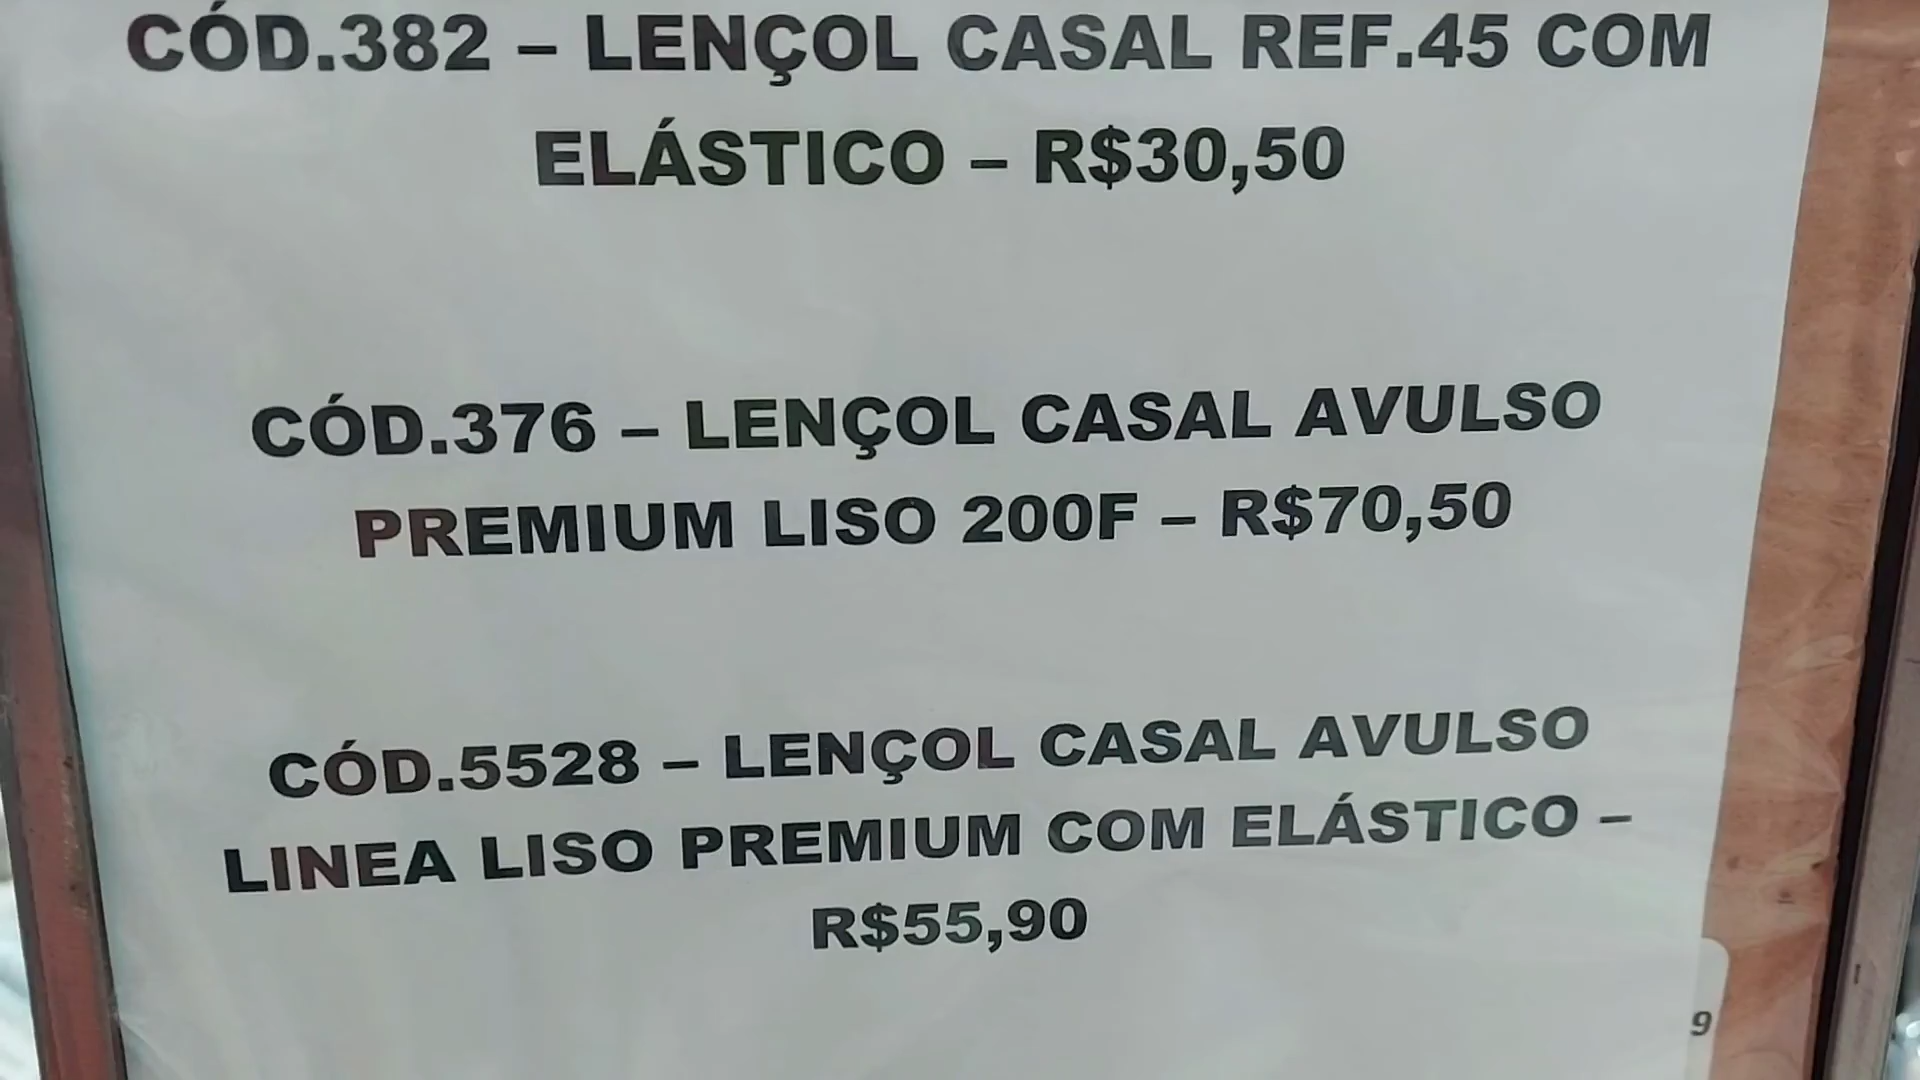 CÓD.382 – LENÇOL CASAL REF.45 COM
ELÁSTICO – R$30,50
CÓD.376 – LENÇOL CASAL AVULSO
PREMIUM LISO 200F – R$70,50
CÓD.5528 – LENÇOL CASAL AVULSO
LINEA LISO PREMIUM COM ELÁSTICO –
R$55,90
9